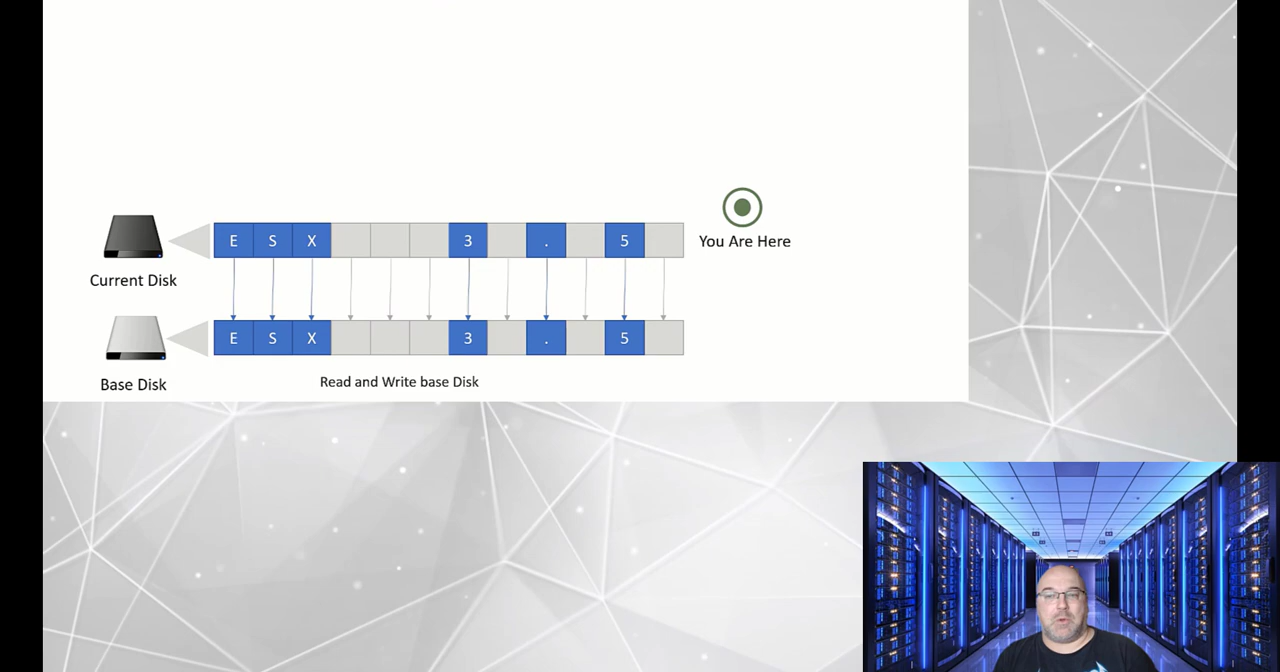 E S X 3 . 5
You Are Here
Current Disk
E S X 3 . 5
Base Disk
Read and Write base Disk